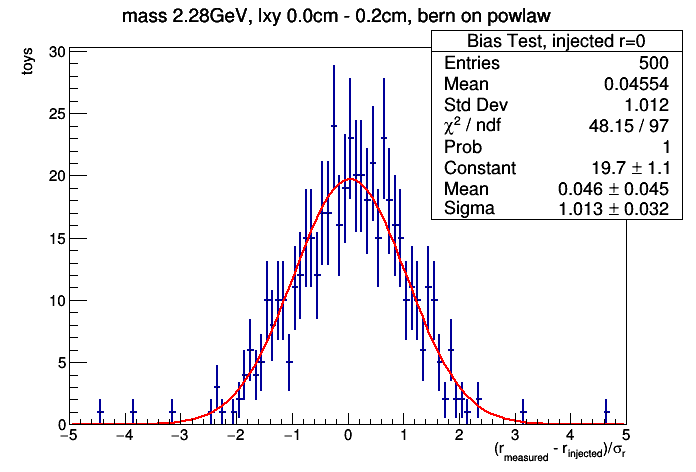 mass 2.28GeV, lxy 0.0cm - 0.2cm, bern on powlaw
toys
Bias Test, injected r=0
Entries 500
Mean 0.04554
Std Dev 1.012
χ² / ndf 48.15 / 97
Prob 1
Constant 19.7 ± 1.1
Mean 0.046 ± 0.045
Sigma 1.013 ± 0.032
30
25
20
15
10
5
0
−5 −4 −3 −2 −1 0 1 2 3 4 5
(r_measured - r_injected)/σ_r